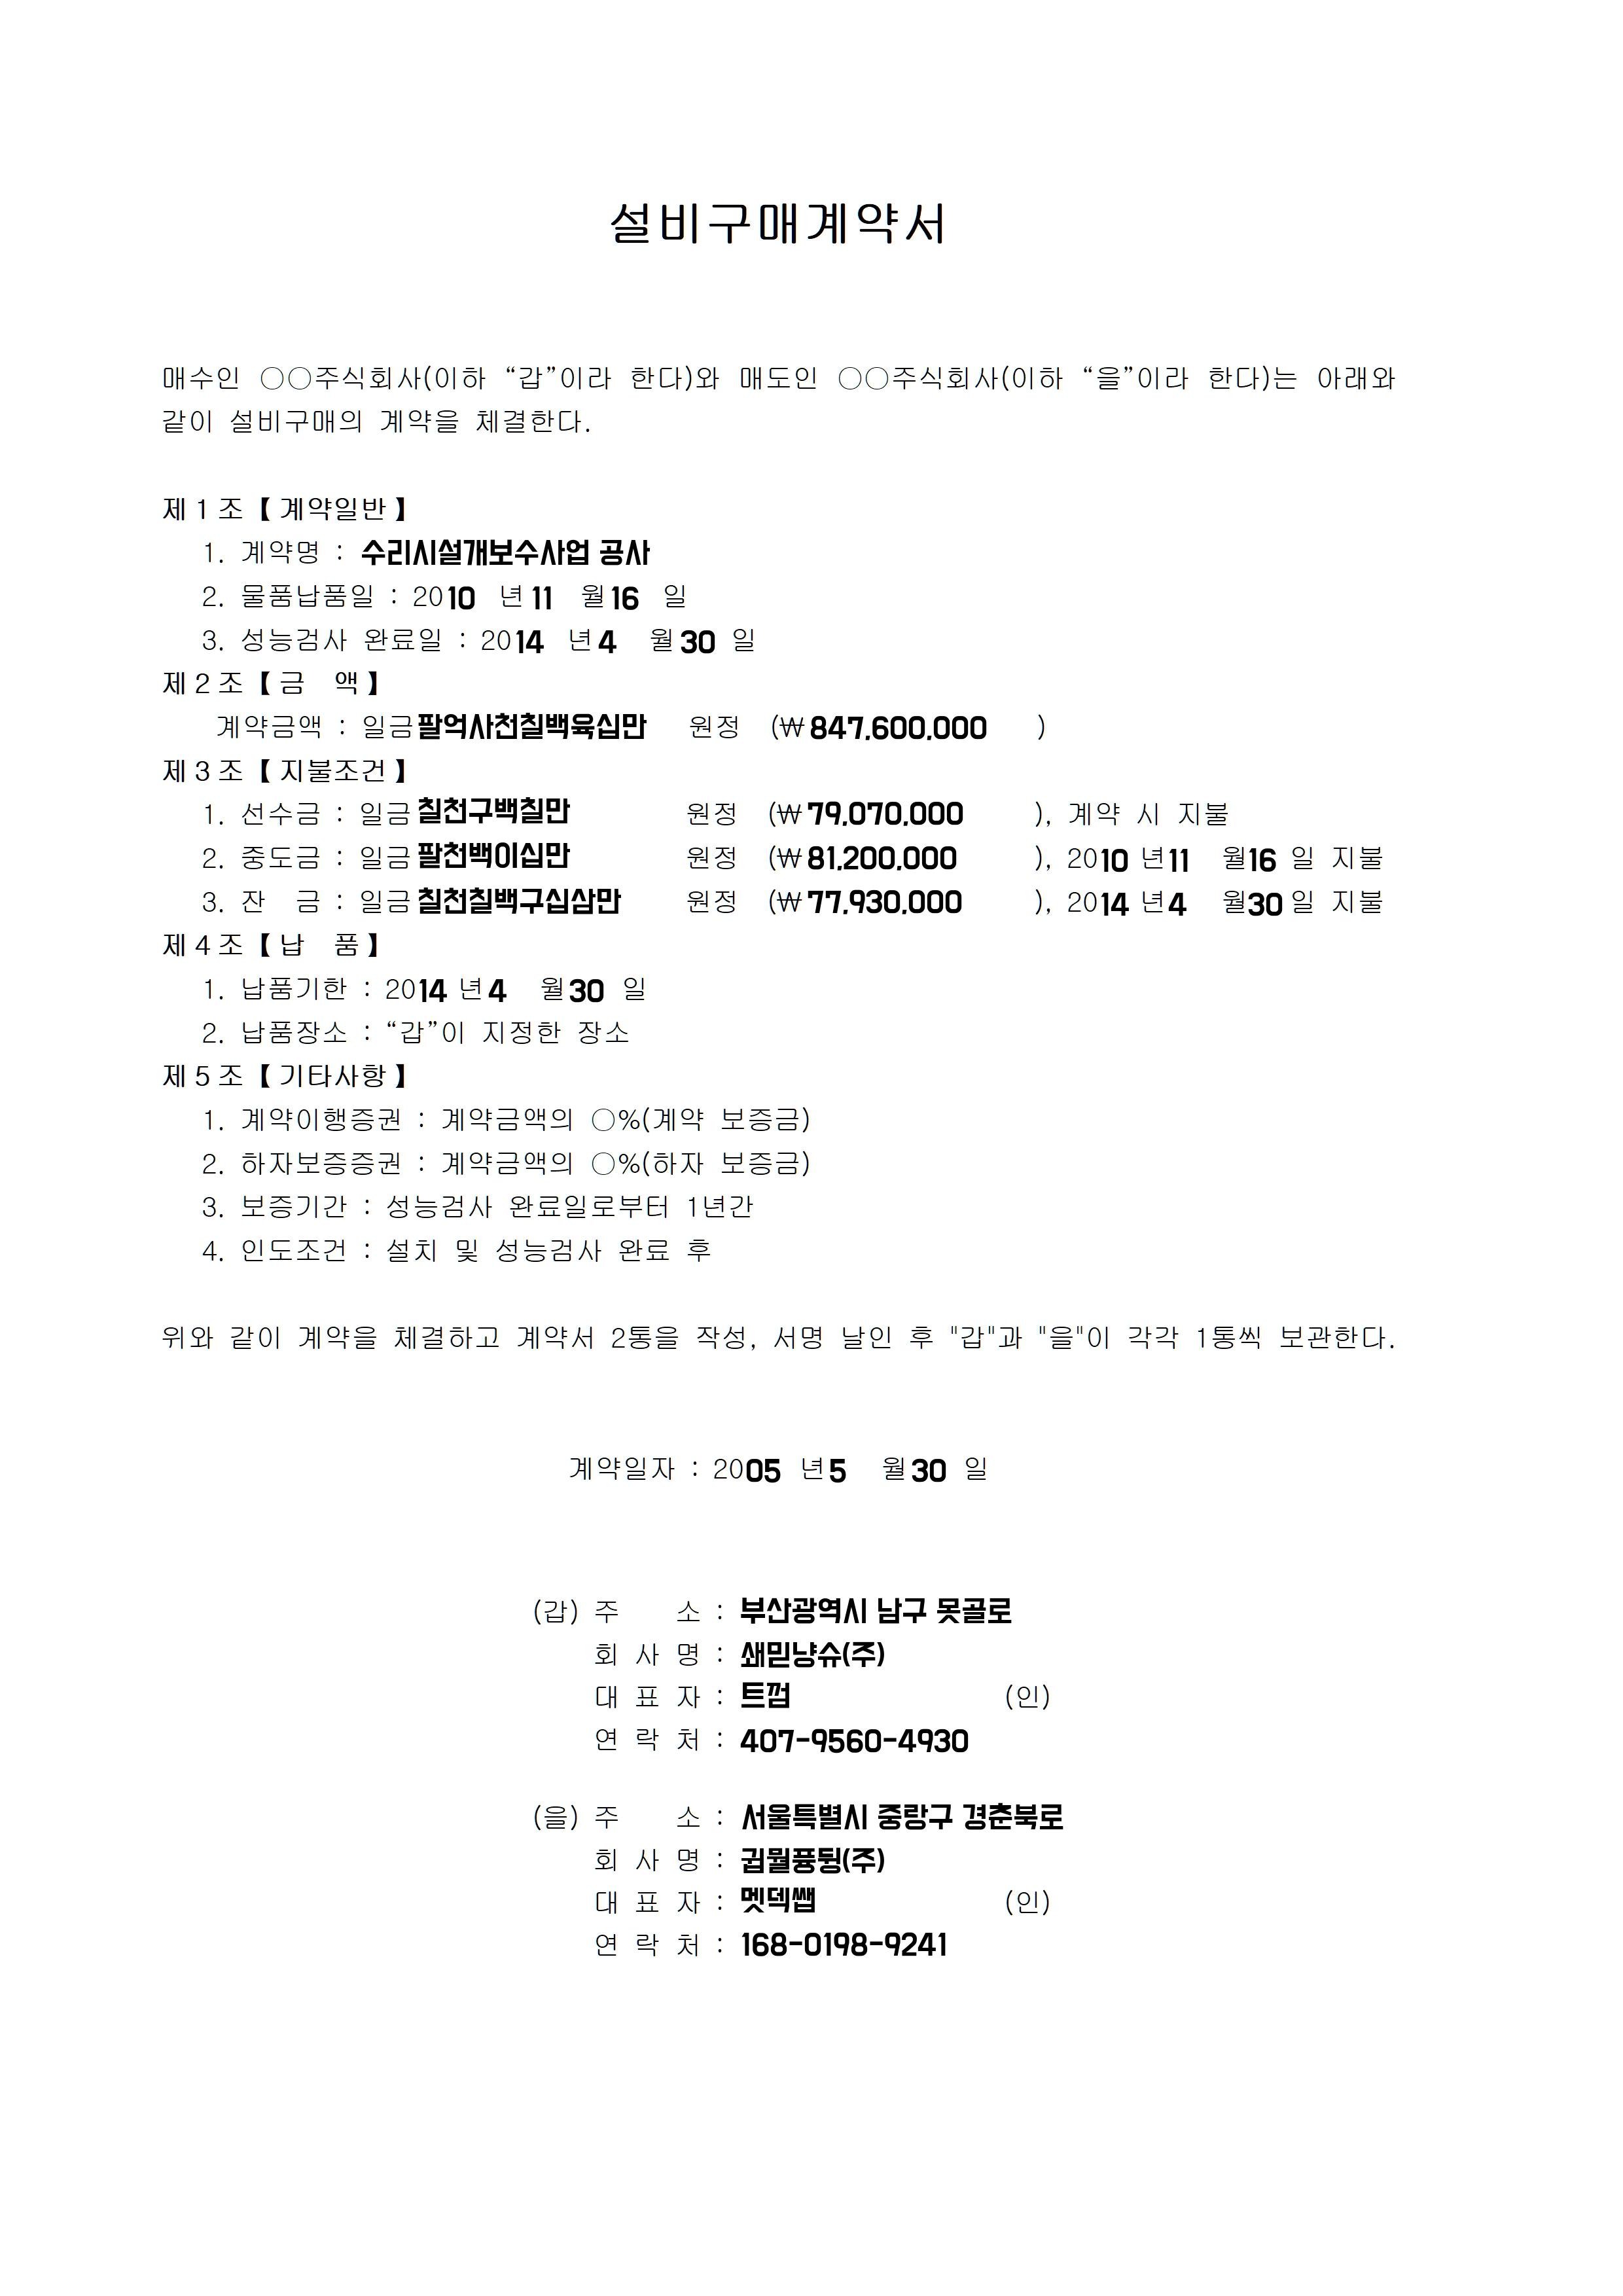 설비구매계약서
매수인 ○○주식회사(이하 “갑”이라 한다)와 매도인 ○○주식회사(이하 “을”이라 한다)는 아래와
같이 설비구매의 계약을 체결한다.
제 1 조【 계약일반 】
1. 계약명 : 수리시설개보수사업 공사
2. 물품납품일 : 2010 년 11 월 16 일
3. 성능검사 완료일 : 2014 년 4 월 30 일
제 2 조【 금 액 】
계약금액 : 일금 팔억사천칠백육십만 원정 (₩ 847,600,000 )
제 3 조【 지불조건 】
1. 선수금 : 일금 칠천구백칠만 원정 (₩ 79,070,000 ), 계약 시 지불
2. 중도금 : 일금 팔천백이십만 원정 (₩ 81,200,000 ), 2010 년 11 월 16 일 지불
3. 잔 금 : 일금 칠천칠백구십삼만 원정 (₩ 77,930,000 ), 2014 년 4 월 30 일 지불
제 4 조【 납 품 】
1. 납품기한 : 2014 년 4 월 30 일
2. 납품장소 : “갑”이 지정한 장소
제 5 조【 기타사항 】
1. 계약이행증권 : 계약금액의 ○%(계약 보증금)
2. 하자보증증권 : 계약금액의 ○%(하자 보증금)
3. 보증기간 : 성능검사 완료일로부터 1년간
4. 인도조건 : 설치 및 성능검사 완료 후
위와 같이 계약을 체결하고 계약서 2통을 작성, 서명 날인 후 "갑"과 "을"이 각각 1통씩 보관한다.
계약일자 : 2005 년 5 월 30 일
(갑) 주 소 : 부산광역시 남구 못골로
회 사 명 : 쇄믿냥슈(주)
대 표 자 : 트껌 (인)
연 락 처 : 407-9560-4930
(을) 주 소 : 서울특별시 중랑구 경춘북로
회 사 명 : 귑뭘퓽뒁(주)
대 표 자 : 멧덱쌥 (인)
연 락 처 : 168-0198-9241